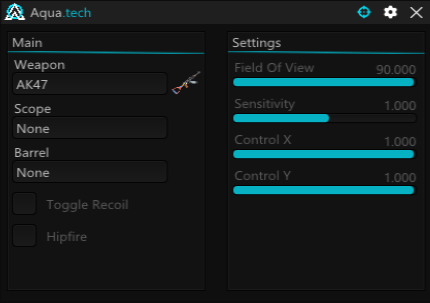 Aqua.tech
Main
Weapon
AK47
Scope
None
Barrel
None
Toggle Recoil
Hipfire
Settings
Field Of View 90.000
Sensitivity 1.000
Control X 1.000
Control Y 1.000